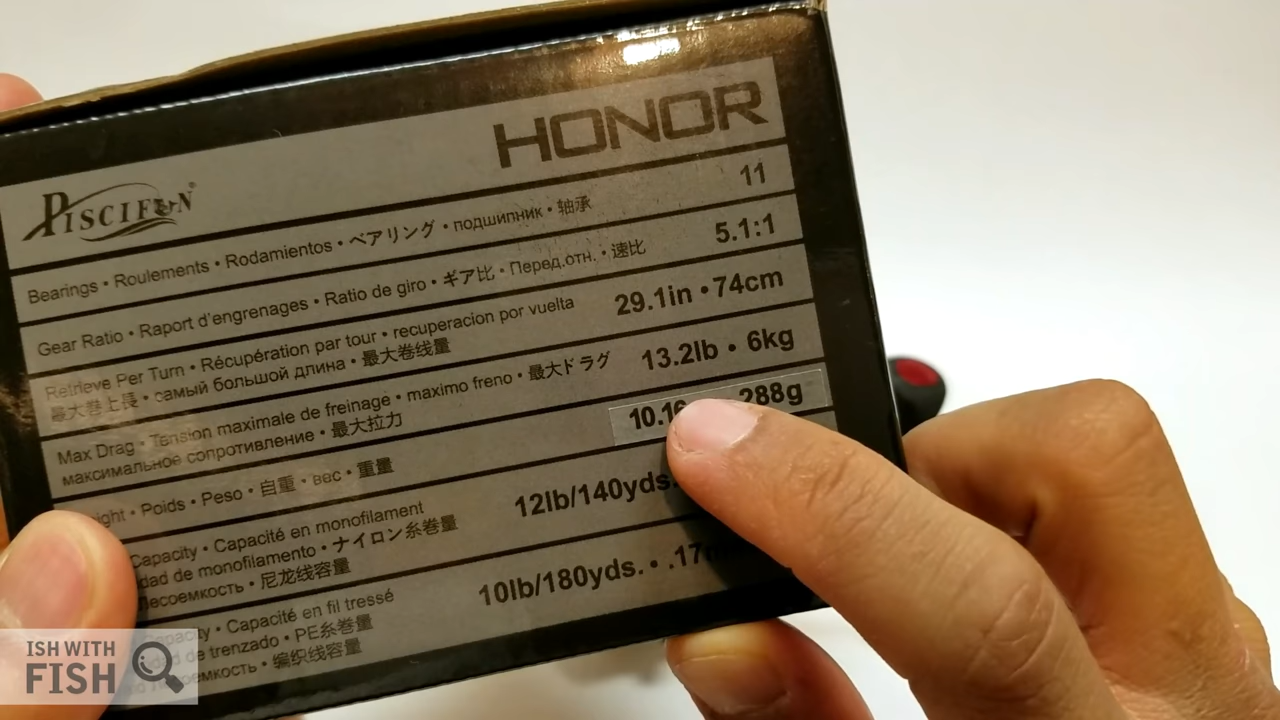 HONOR
PISCIFUN®
Bearings • Roulements • Rodamientos • ベアリング • подшипник • 轴承 11
Gear Ratio • Raport d'engrenages • Ratio de giro • ギア比 • Перед.отн. • 速比 5.1:1
Retrieve Per Turn • Récupération par tour • recuperacion por vuelta 29.1in • 74cm
最大巻上長 • самый большой длина • 最大卷线量
Max Drag • Tension maximale de freinage • maximo freno • 最大ドラグ 13.2lb • 6kg
максимальное сопротивление • 最大拉力
ight • Poids • Peso • 自重 • вес • 重量 10.16 288g
Capacity • Capacité en monofilament 12lb/140yds.
dad de monofilamento • ナイロン糸巻量
лесоемкость • 尼龙线容量
Capacity • Capacité en fil tressé 10lb/180yds. • .17
dad de trenzado • PE糸巻量
лесоемкость • 编织线容量
ISH WITH
FISH